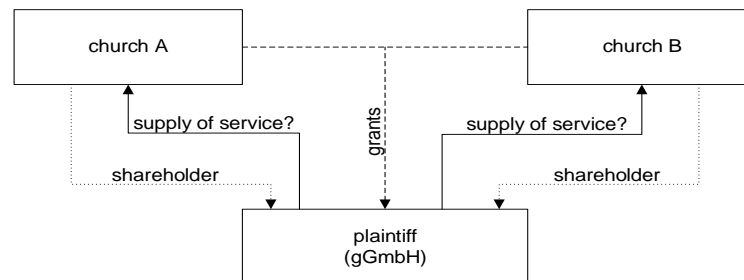 church A
church B
supply of service?
supply of service?
grants
shareholder
shareholder
plaintiff
(gGmbH)